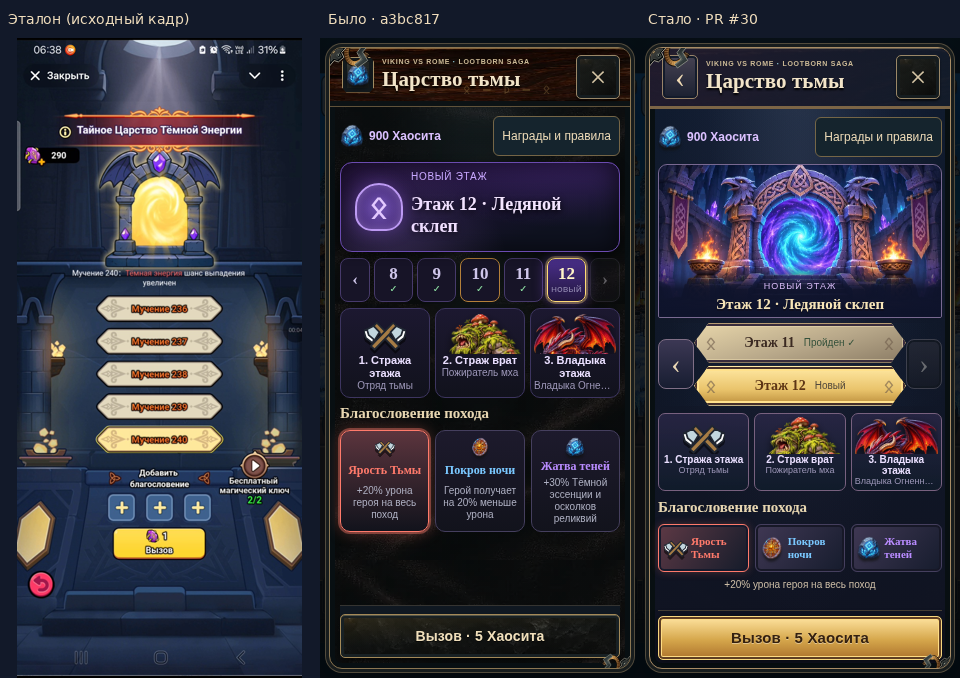 Эталон (исходный кадр)
06:38
31%
Закрыть
Тайное Царство Тёмной Энергии
290
Мучение 240: Темная энергия шанс выпадения
увеличен
Мучение 236
Мучение 237
Мучение 238
Мучение 239
Мучение 240
Добавить
благословение
Бесплатный
магический ключ
2/2
1
Вызов
Было · a3bc817
VIKING VS ROME · LOOTBORN SAGA
Царство тьмы
900 Хаосита
Награды и правила
НОВЫЙ ЭТАЖ
Этаж 12 · Ледяной
склеп
8
9
10
11
12
✓
✓
✓
✓
НОВЫЙ
1. Стража
этажа
Отряд тьмы
2. Страж врат
Пожиратель мха
3. Владыка
этажа
Владыка Огне...
Благословение похода
Ярость Тьмы
+20% урона
героя на весь
поход
Покров ночи
Герой получает
на 20% меньше
урона
Жатва теней
+30% Тёмной
эссенции и
осколков
реликвий
Вызов · 5 Хаосита
Стало · PR #30
VIKING VS ROME · LOOTBORN SAGA
Царство тьмы
900 Хаосита
Награды и правила
НОВЫЙ ЭТАЖ
Этаж 12 · Ледяной склеп
Этаж 11 Пройден ✓
Этаж 12 Новый
1. Стража этажа
Отряд тьмы
2. Страж врат
Пожиратель мха
3. Владыка
этажа
Владыка Огненн...
Благословение похода
Ярость
Тьмы
Покров
ночи
Жатва
теней
+20% урона героя на весь поход
Вызов · 5 Хаосита